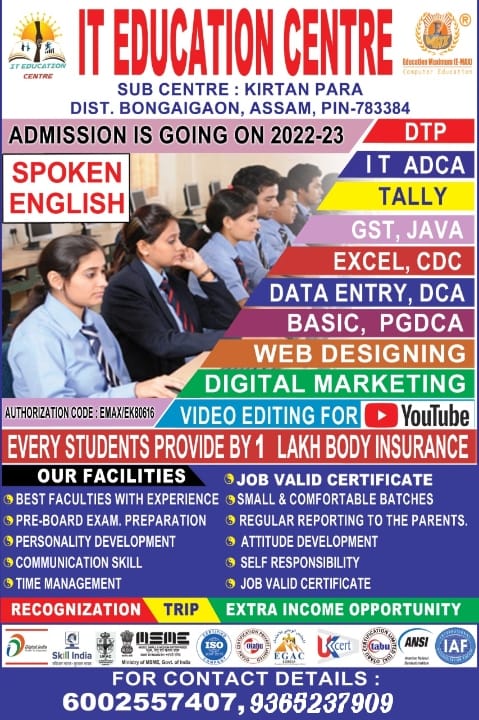 IT EDUCATION CENTRE
IT EDUCATION
CENTRE
®
Education Maximum (E-MAX)
Computer Education
SUB CENTRE : KIRTAN PARA
DIST. BONGAIGAON, ASSAM, PIN-783384
ADMISSION IS GOING ON 2022-23
DTP
IT ADCA
SPOKEN
ENGLISH
TALLY
GST, JAVA
EXCEL, CDC
DATA ENTRY, DCA
BASIC, PGDCA
WEB DESIGNING
DIGITAL MARKETING
AUTHORIZATION CODE : EMAX/EK80616
VIDEO EDITING FOR YouTube
EVERY STUDENTS PROVIDE BY 1 LAKH BODY INSURANCE
OUR FACILITIES
JOB VALID CERTIFICATE
BEST FACULTIES WITH EXPERIENCE
SMALL & COMFORTABLE BATCHES
PRE-BOARD EXAM. PREPARATION
REGULAR REPORTING TO THE PARENTS.
PERSONALITY DEVELOPMENT
ATTITUDE DEVELOPMENT
COMMUNICATION SKILL
SELF RESPONSIBILITY
TIME MANAGEMENT
JOB VALID CERTIFICATE
RECOGNIZATION
TRIP
EXTRA INCOME OPPORTUNITY
Digital India
Skill India
MSME
Ministry of MSME, Govt. of India
ISO
EGAC
UKcert
Otabu
ANSI
IAF
FOR CONTACT DETAILS :
6002557407, 9365237909